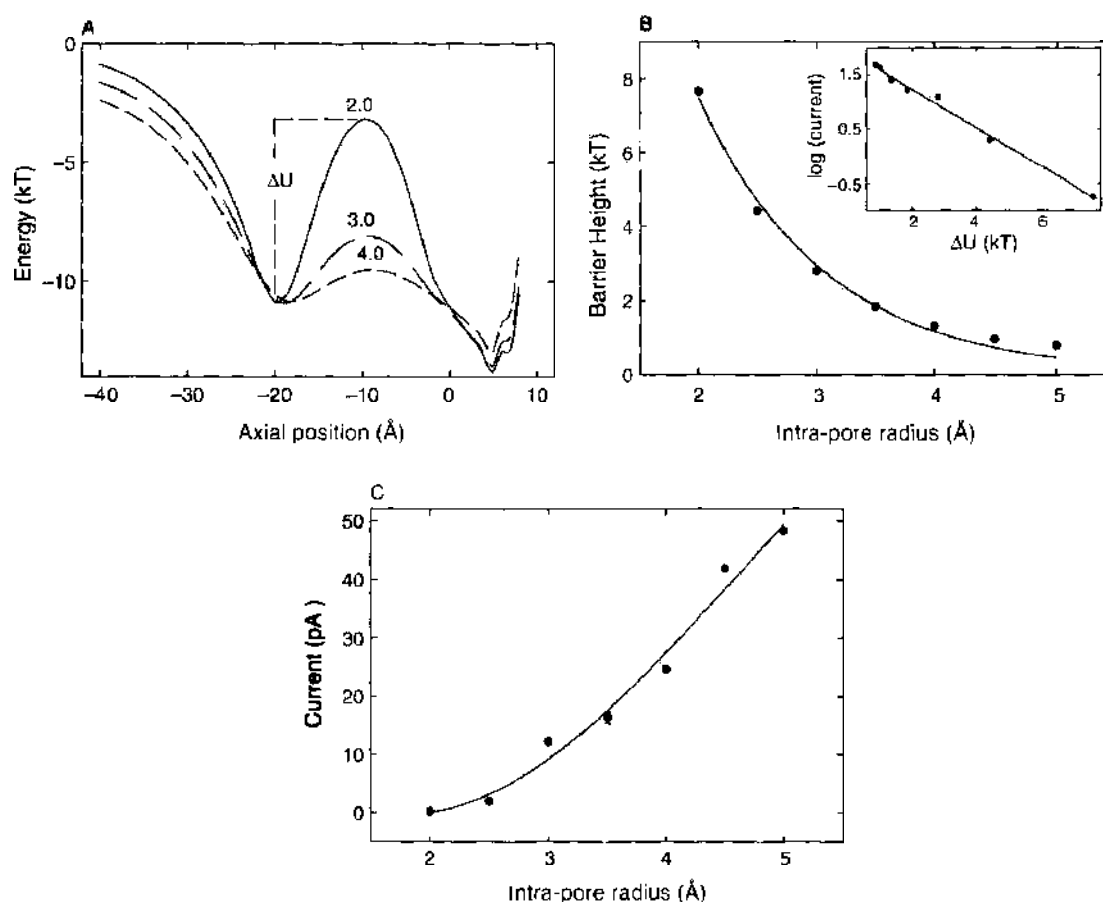 A
0
−5
−10
Energy (kT)
2.0
ΔU
3.0
4.0
−40 −30 −20 −10 0 10
Axial position (Å)
B
8
6
4
2
0
Barrier Height (kT)
2 3 4 5
Intra-pore radius (Å)
1.5
0.5
−0.5
log (current)
2 4 6
ΔU (kT)
C
50
40
30
20
10
0
Current (pA)
2 3 4 5
Intra-pore radius (Å)